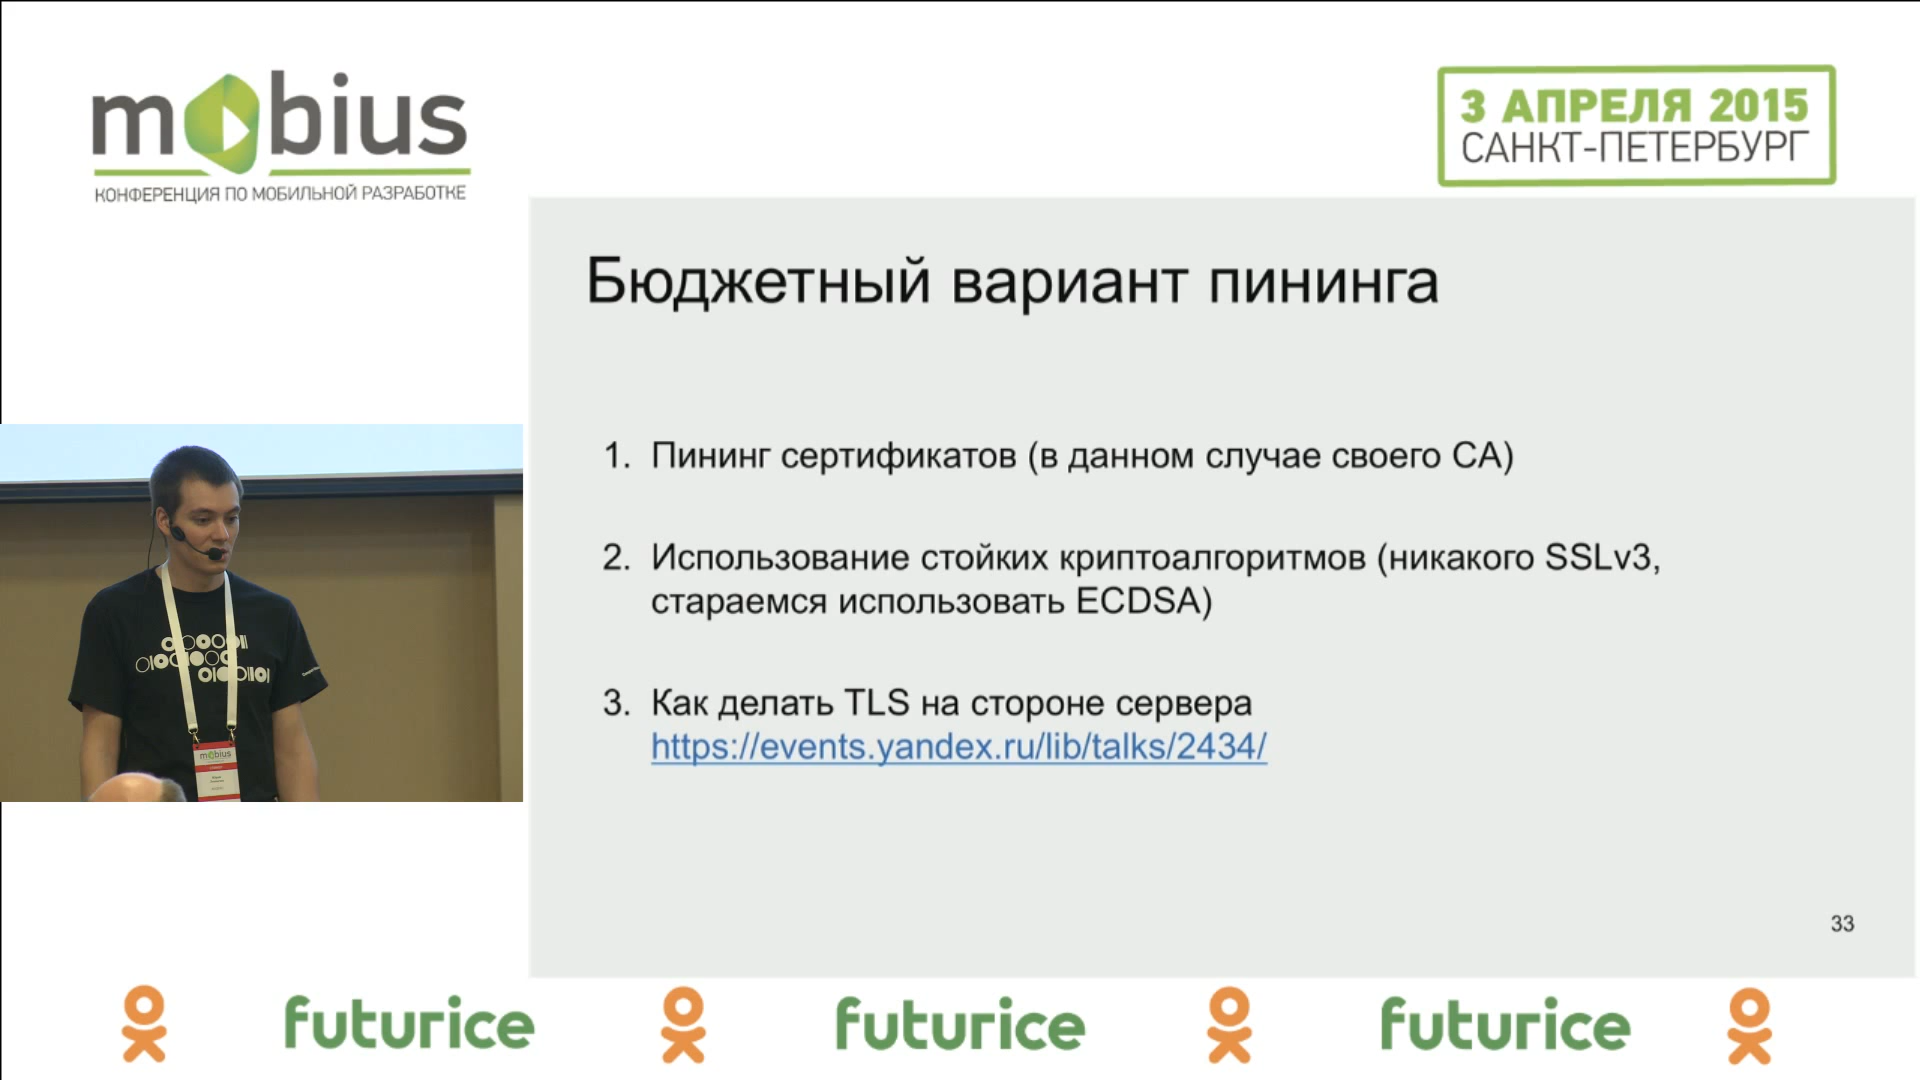 mobius
КОНФЕРЕНЦИЯ ПО МОБИЛЬНОЙ РАЗРАБОТКЕ
3 АПРЕЛЯ 2015
САНКТ-ПЕТЕРБУРГ
Бюджетный вариант пининга
1. Пининг сертификатов (в данном случае своего CA)
2. Использование стойких криптоалгоритмов (никакого SSLv3,
стараемся использовать ECDSA)
3. Как делать TLS на стороне сервера
https://events.yandex.ru/lib/talks/2434/
33
mobius
futurice futurice futurice